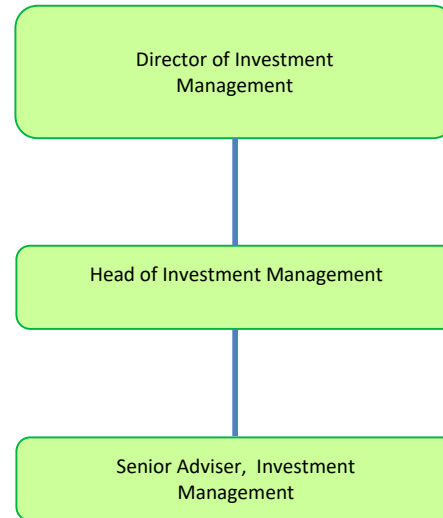 Director of Investment
Management
Head of Investment Management
Senior Adviser,  Investment
Management